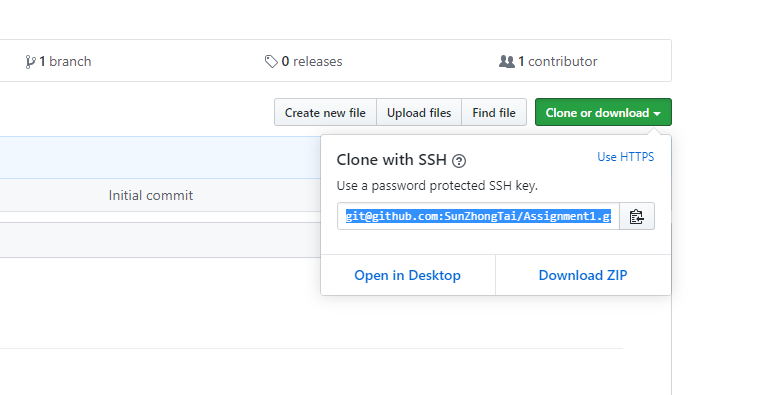 1 branch
0 releases
1 contributor
Create new file
Upload files
Find file
Clone or download
Clone with SSH
Use HTTPS
Use a password protected SSH key.
git@github.com:SunZhongTai/Assignment1.g
Initial commit
Open in Desktop
Download ZIP